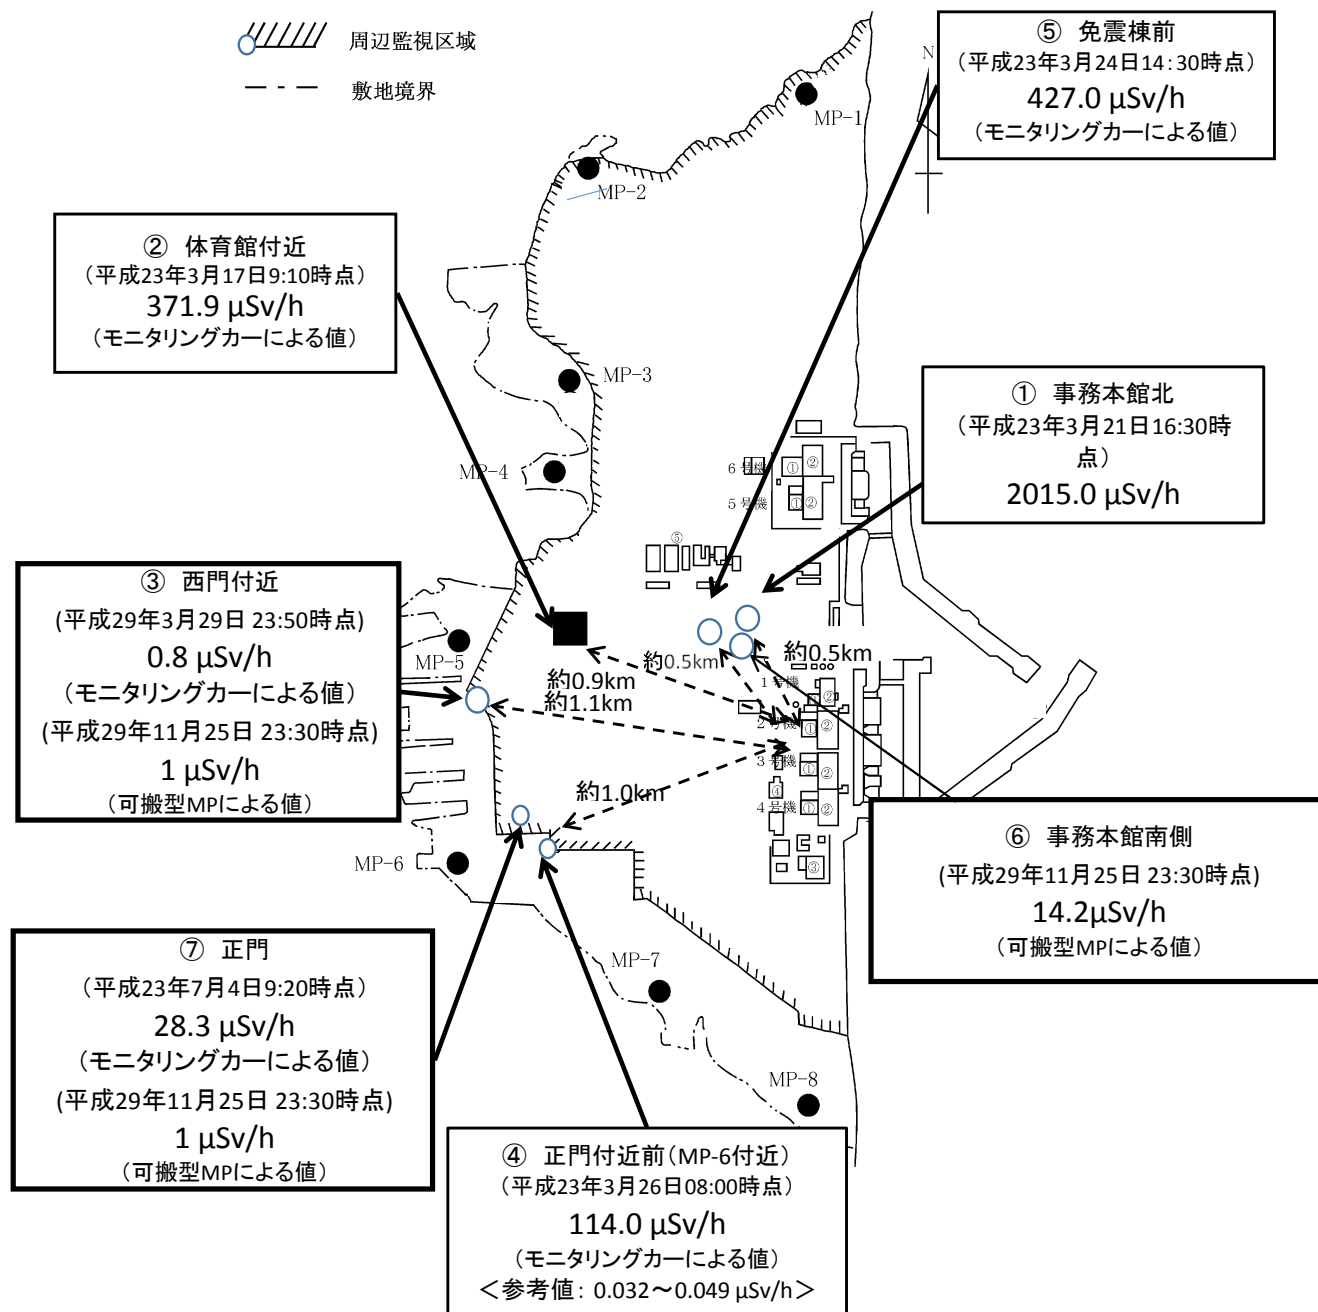 周辺監視区域
敷地境界
⑤ 免震棟前
（平成23年3月24日14：30時点）
427.0 μSv/h
（モニタリングカーによる値）
N
MP-1
MP-2
② 体育館付近
（平成23年3月17日9:10時点）
371.9 μSv/h
（モニタリングカーによる値）
MP-3
① 事務本館北
（平成23年3月21日16:30時
点）
2015.0 μSv/h
MP-4
6号機
① ②
5号機
① ②
⑤
③ 西門付近
(平成29年3月29日 23:50時点)
0.8 μSv/h
（モニタリングカーによる値）
(平成29年11月25日 23:30時点)
1 μSv/h
（可搬型MPによる値）
MP-5
約0.5km
約0.5km
約0.9km
約1.1km
1号機
②
2号機
① ②
3号機
① ②
④
4号機
① ②
③
約1.0km
MP-6
⑥ 事務本館南側
(平成29年11月25日 23:30時点)
14.2μSv/h
（可搬型MPによる値）
⑦ 正門
（平成23年7月4日9:20時点）
28.3 μSv/h
（モニタリングカーによる値）
(平成29年11月25日 23:30時点)
1 μSv/h
（可搬型MPによる値）
MP-7
MP-8
④ 正門付近前（MP-6付近）
（平成23年3月26日08:00時点）
114.0 μSv/h
（モニタリングカーによる値）
＜参考値： 0.032～0.049 μSv/h＞